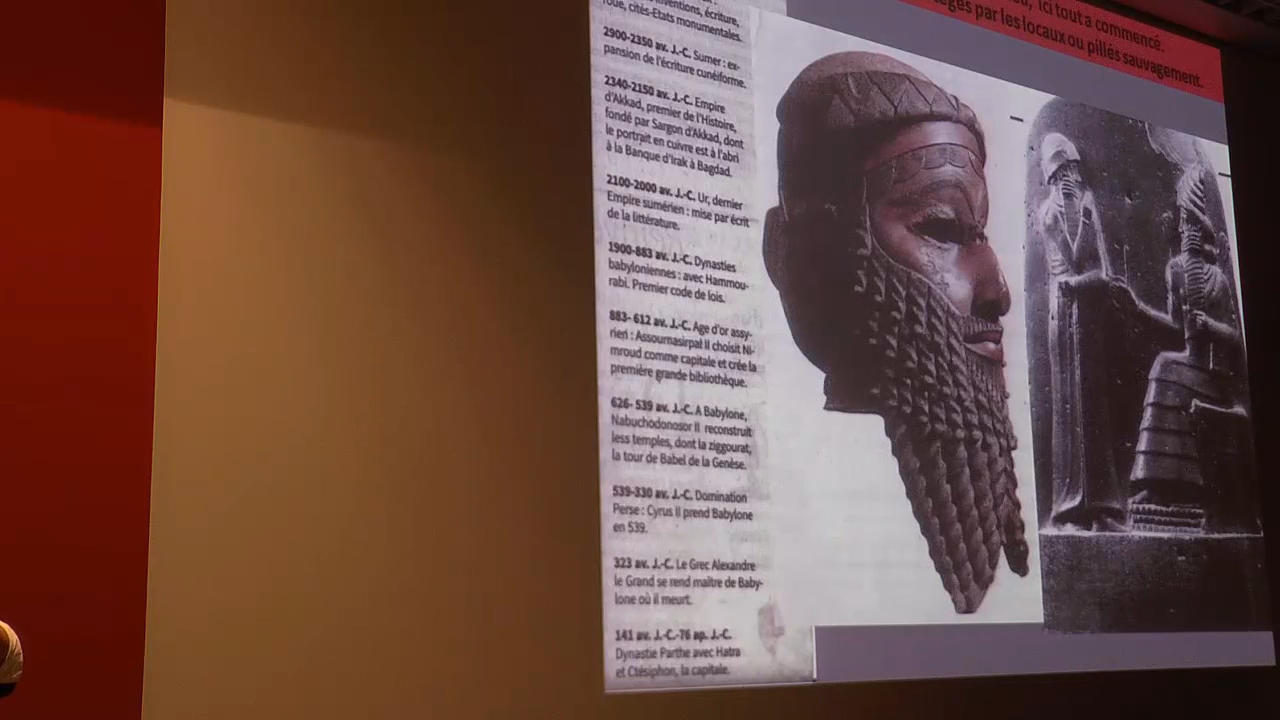 ici tout a commencé.
par les locaux ou pillés sauvagement.
inventions, écriture,
roue, cités-Etats monumentales.
2900-2350 av. J.-C. Sumer : ex-
pansion de l'écriture cunéiforme.
2340-2150 av. J.-C. Empire
d'Akkad, premier de l'Histoire,
fondé par Sargon d'Akkad, dont
le portrait en cuivre est à l'abri
à la Banque d'Irak à Bagdad.
2100-2000 av. J.-C. Ur, dernier
Empire sumérien : mise par écrit
de la littérature.
1900-883 av. J.-C. Dynasties
babyloniennes : avec Hammou-
rabi. Premier code de lois.
883- 612 av. J.-C. Age d'or assy-
rien : Assournasirpal II choisit Ni-
mroud comme capitale et crée la
première grande bibliothèque.
626- 539 av. J.-C. A Babylone,
Nabuchodonosor II reconstruit
less temples, dont la ziggourat,
la tour de Babel de la Genèse.
539-330 av. J.-C. Domination
Perse : Cyrus II prend Babylone
en 539.
323 av. J.-C. Le Grec Alexandre
le Grand se rend maître de Baby-
lone où il meurt.
141 av. J.-C.-76 ap. J.-C.
Dynastie Parthe avec Hatra
et Ctésiphon, la capitale.